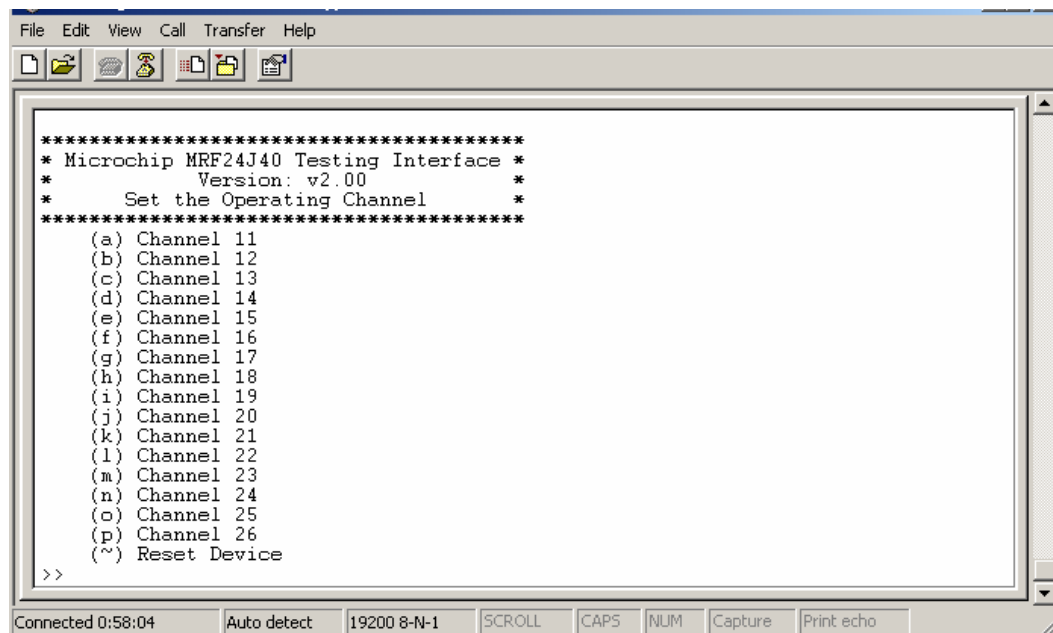 File Edit View Call Transfer Help
****************************************
* Microchip MRF24J40 Testing Interface *
*            Version: v2.00            *
*      Set the Operating Channel       *
****************************************
(a) Channel 11
(b) Channel 12
(c) Channel 13
(d) Channel 14
(e) Channel 15
(f) Channel 16
(g) Channel 17
(h) Channel 18
(i) Channel 19
(j) Channel 20
(k) Channel 21
(l) Channel 22
(m) Channel 23
(n) Channel 24
(o) Channel 25
(p) Channel 26
(~) Reset Device
>>
Connected 0:58:04 Auto detect 19200 8-N-1 SCROLL CAPS NUM Capture Print echo